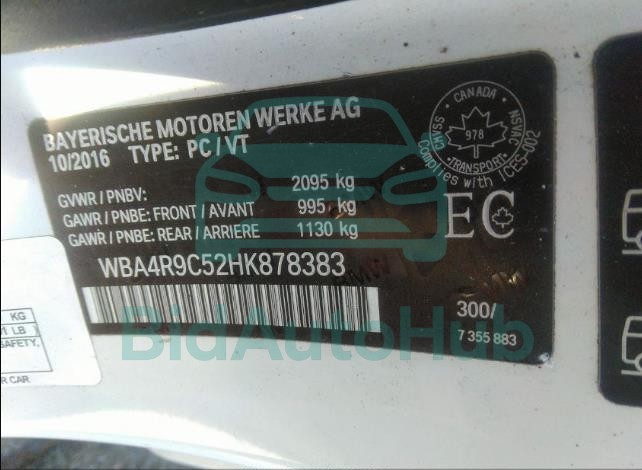 BAYERISCHE MOTOREN WERKE AG
10/2016 TYPE: PC / VT
GVWR / PNBV: 2095 kg
GAWR / PNBE: FRONT / AVANT 995 kg
GAWR / PNBE: REAR / ARRIERE 1130 kg
WBA4R9C52HK878383
CANADA
CMVSS 978 NSVAC
TRANSPORT
Complies with ICES-002
EC
300/
7 355 883
KG
LB)
SAFETY,
R CAR
BidAutoHub